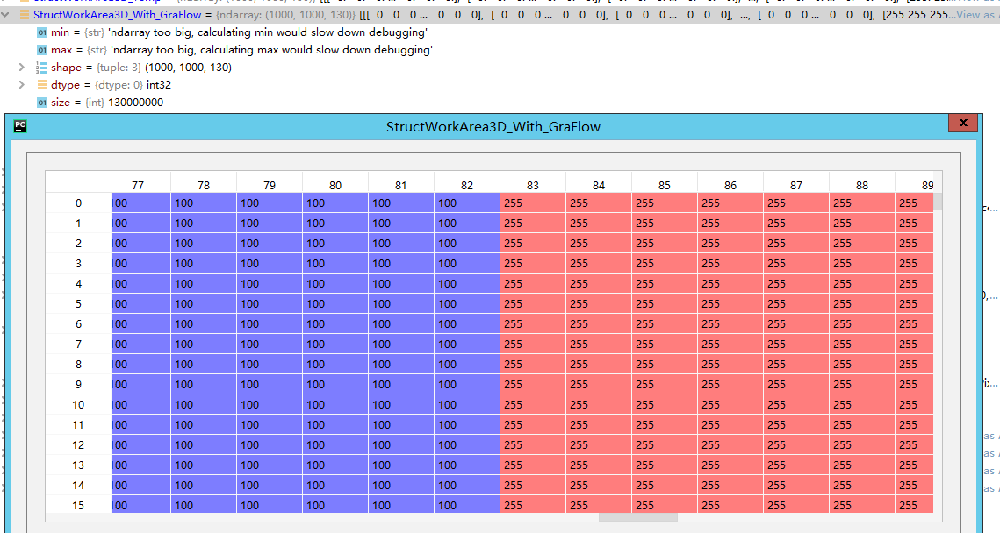 StructWorkArea3D_With_GraFlow = {ndarray: (1000, 1000, 130)} [[[ 0 0 0 ... 0 0 0], [ 0 0 0 ... 0 0 0], [ 0 0 0 ... 0 0 0], ..., [ 0 0 0 ... 0 0 0], [255 255 255...View as
min = {str} 'ndarray too big, calculating min would slow down debugging'
max = {str} 'ndarray too big, calculating max would slow down debugging'
shape = {tuple: 3} (1000, 1000, 130)
dtype = {dtype: 0} int32
size = {int} 130000000
StructWorkArea3D_With_GraFlow
77 78 79 80 81 82 83 84 85 86 87 88 89
0 100 100 100 100 100 100 255 255 255 255 255 255 255
1 100 100 100 100 100 100 255 255 255 255 255 255 255
2 100 100 100 100 100 100 255 255 255 255 255 255 255
3 100 100 100 100 100 100 255 255 255 255 255 255 255
4 100 100 100 100 100 100 255 255 255 255 255 255 255
5 100 100 100 100 100 100 255 255 255 255 255 255 255
6 100 100 100 100 100 100 255 255 255 255 255 255 255
7 100 100 100 100 100 100 255 255 255 255 255 255 255
8 100 100 100 100 100 100 255 255 255 255 255 255 255
9 100 100 100 100 100 100 255 255 255 255 255 255 255
10 100 100 100 100 100 100 255 255 255 255 255 255 255
11 100 100 100 100 100 100 255 255 255 255 255 255 255
12 100 100 100 100 100 100 255 255 255 255 255 255 255
13 100 100 100 100 100 100 255 255 255 255 255 255 255
14 100 100 100 100 100 100 255 255 255 255 255 255 255
15 100 100 100 100 100 100 255 255 255 255 255 255 255